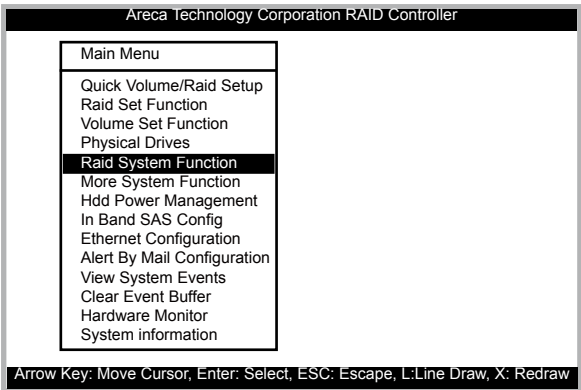 Areca Technology Corporation RAID Controller
Main Menu
Quick Volume/Raid Setup
Raid Set Function
Volume Set Function
Physical Drives
Raid System Function
More System Function
Hdd Power Management
In Band SAS Config
Ethernet Configuration
Alert By Mail Configuration
View System Events
Clear Event Buffer
Hardware Monitor
System information
Arrow Key: Move Cursor, Enter: Select, ESC: Escape, L:Line Draw, X: Redraw